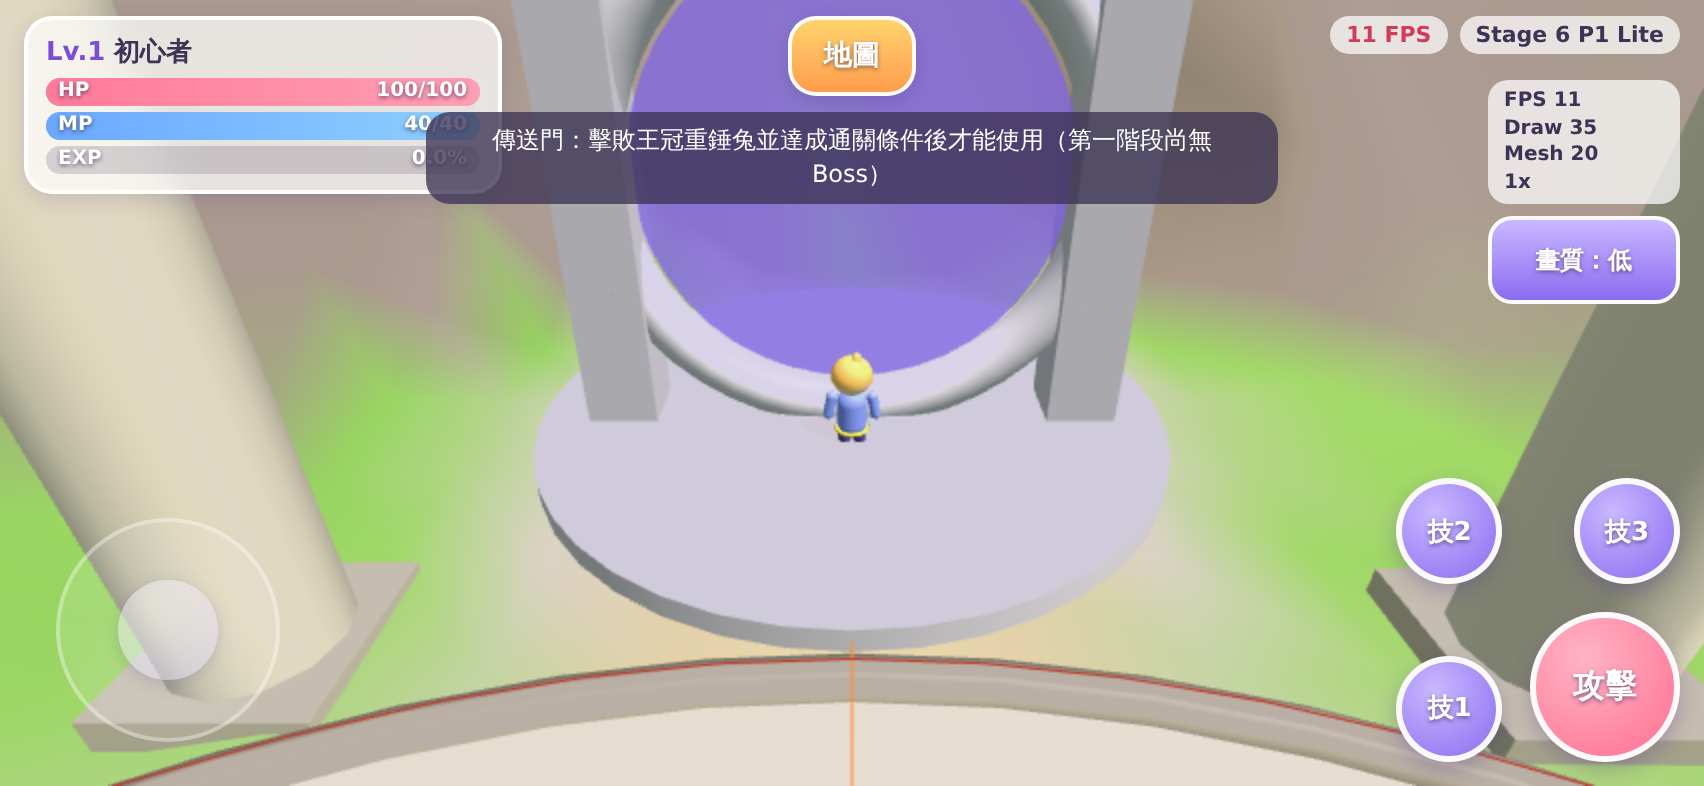 Lv.1 初心者
HP 100/100
MP 40/40
EXP 0.0%
地圖
傳送門：擊敗王冠重錘兔並達成通關條件後才能使用（第一階段尚無
Boss）
11 FPS
Stage 6 P1 Lite
FPS 11
Draw 35
Mesh 20
1x
畫質：低
技2
技3
技1
攻擊